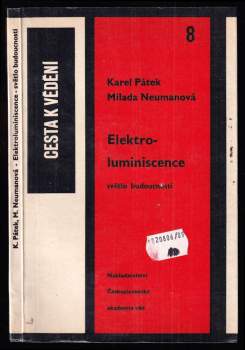 K. Pátek, M. Neumanová - Elektroluminiscence - světlo budoucnosti
CESTA K VĚDĚNÍ
8
Karel Pátek
Milada Neumanová
Elektro-
luminiscence
světlo budoucnosti
Nakladatelství
Československé
akademie věd